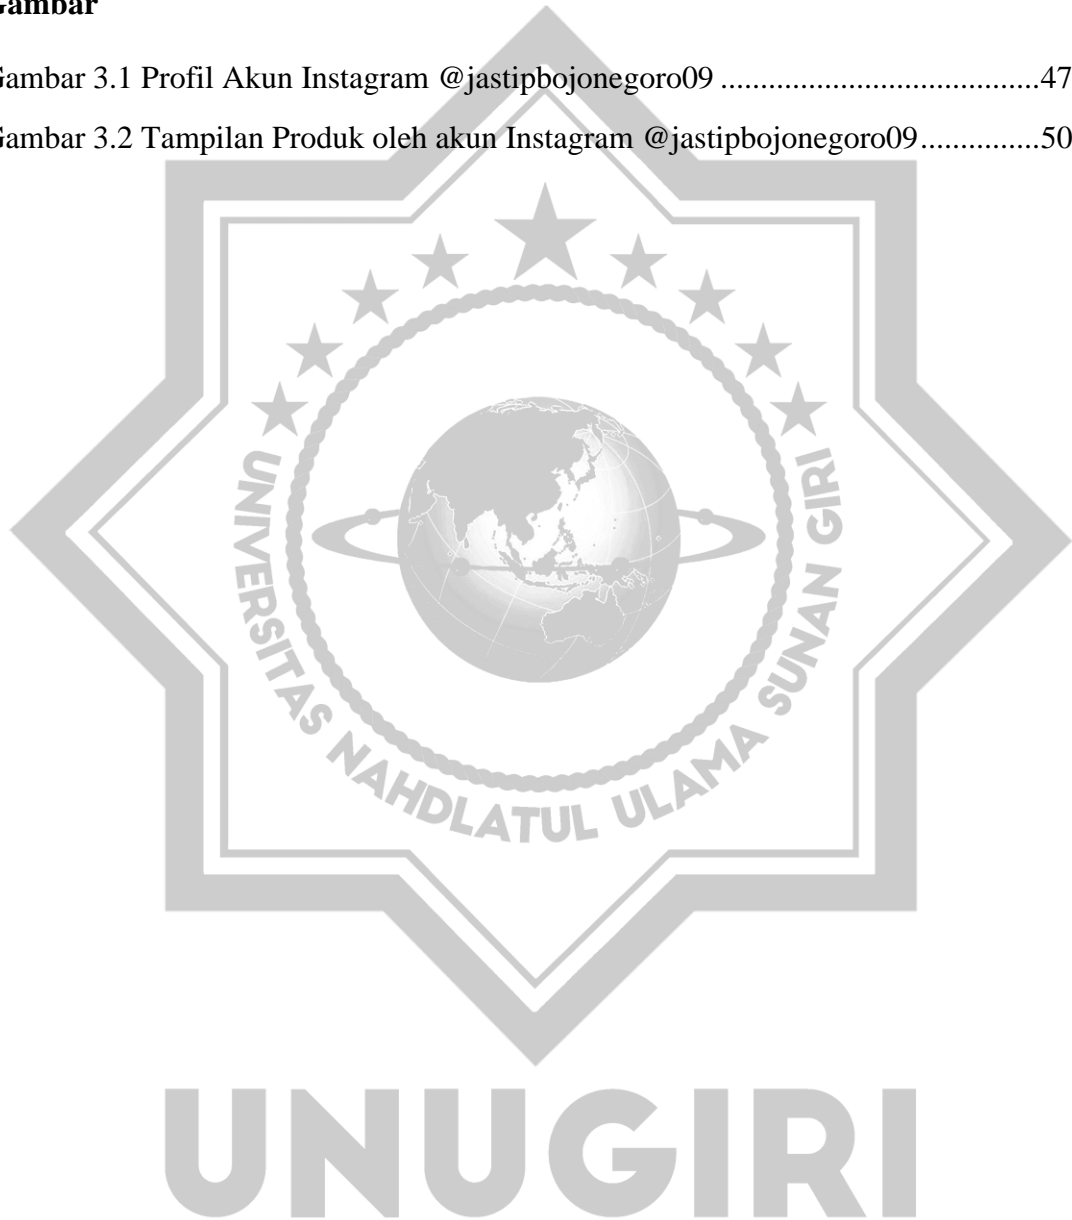 Gambar
Gambar 3.1 Profil Akun Instagram @jastipbojonegoro09 ........................................47
Gambar 3.2 Tampilan Produk oleh akun Instagram @jastipbojonegoro09...............50
UNIVERSITAS NAHDLATUL ULAMA SUNAN GIRI
UNUGIRI